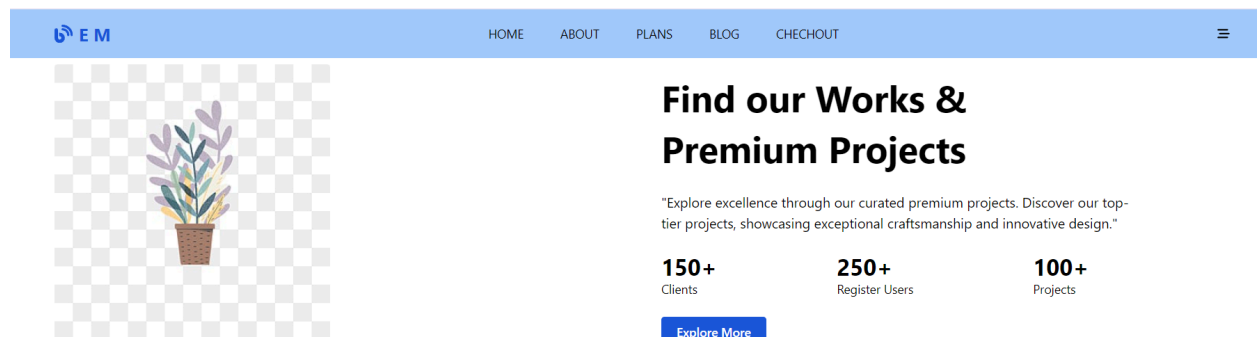 EM
HOME ABOUT PLANS BLOG CHECHOUT
Find our Works &
Premium Projects
"Explore excellence through our curated premium projects. Discover our top-
tier projects, showcasing exceptional craftsmanship and innovative design."
150+ 250+ 100+
Clients Register Users Projects
Explore More